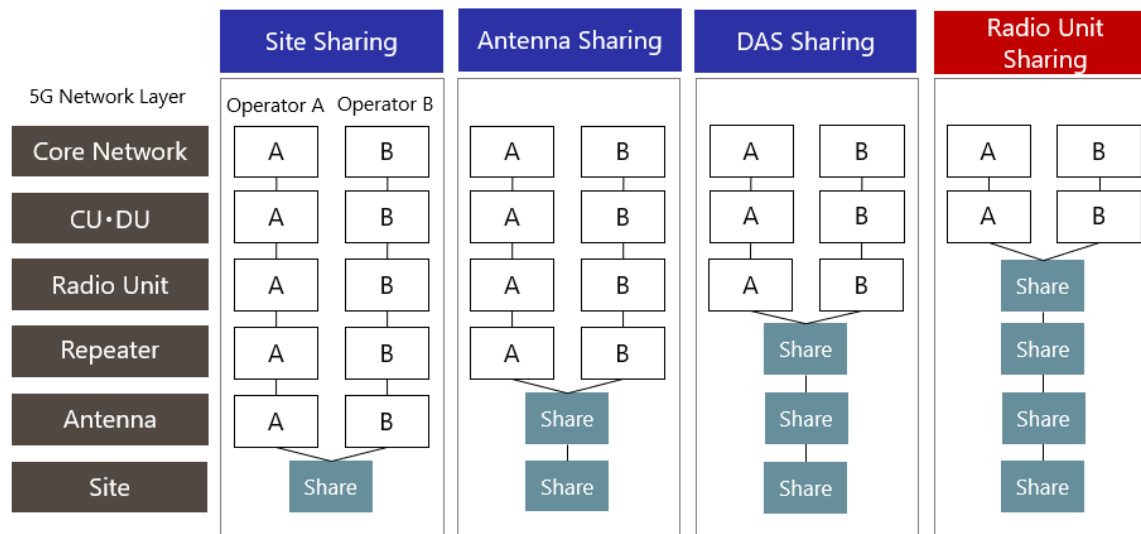 Site Sharing
Antenna Sharing
DAS Sharing
Radio Unit
Sharing
5G Network Layer
Operator A Operator B
Core Network A B A B A B A B
CU・DU A B A B A B A B
Radio Unit A B A B A B Share
Repeater A B A B Share Share
Antenna A B Share Share Share
Site Share Share Share Share